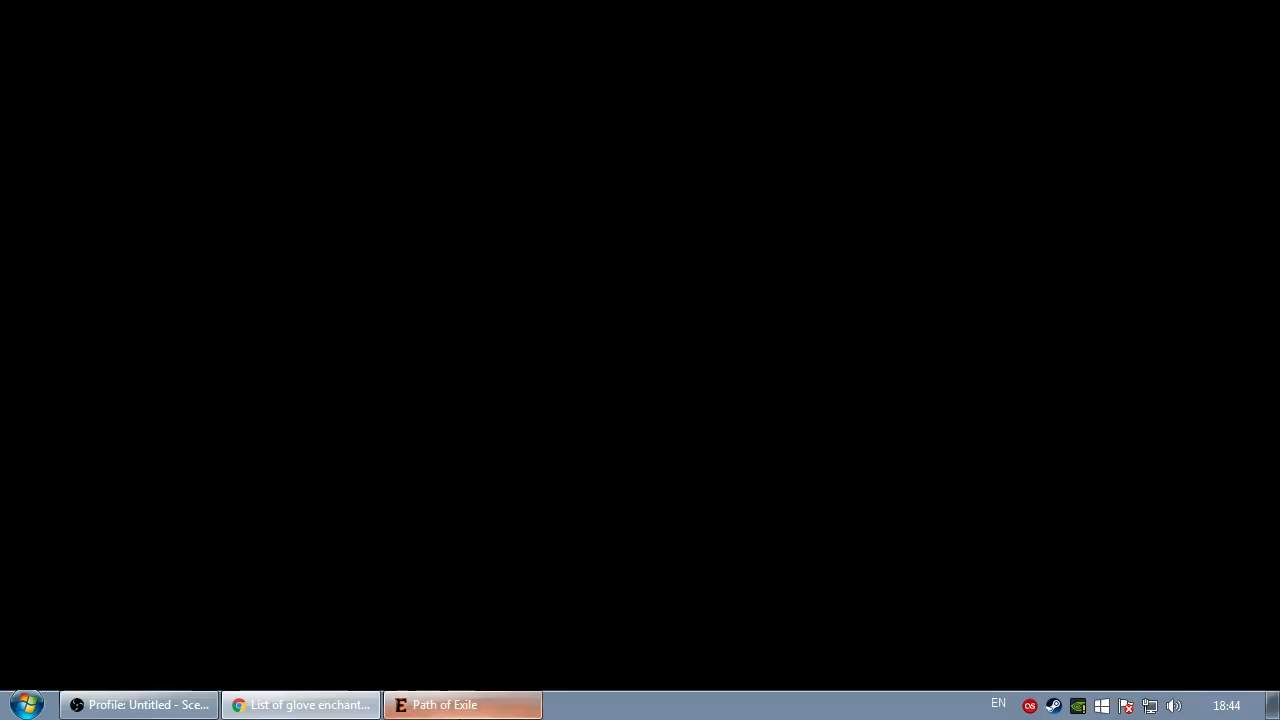 Profile: Untitled - Sce...
List of glove enchant...
Path of Exile
EN
18:44